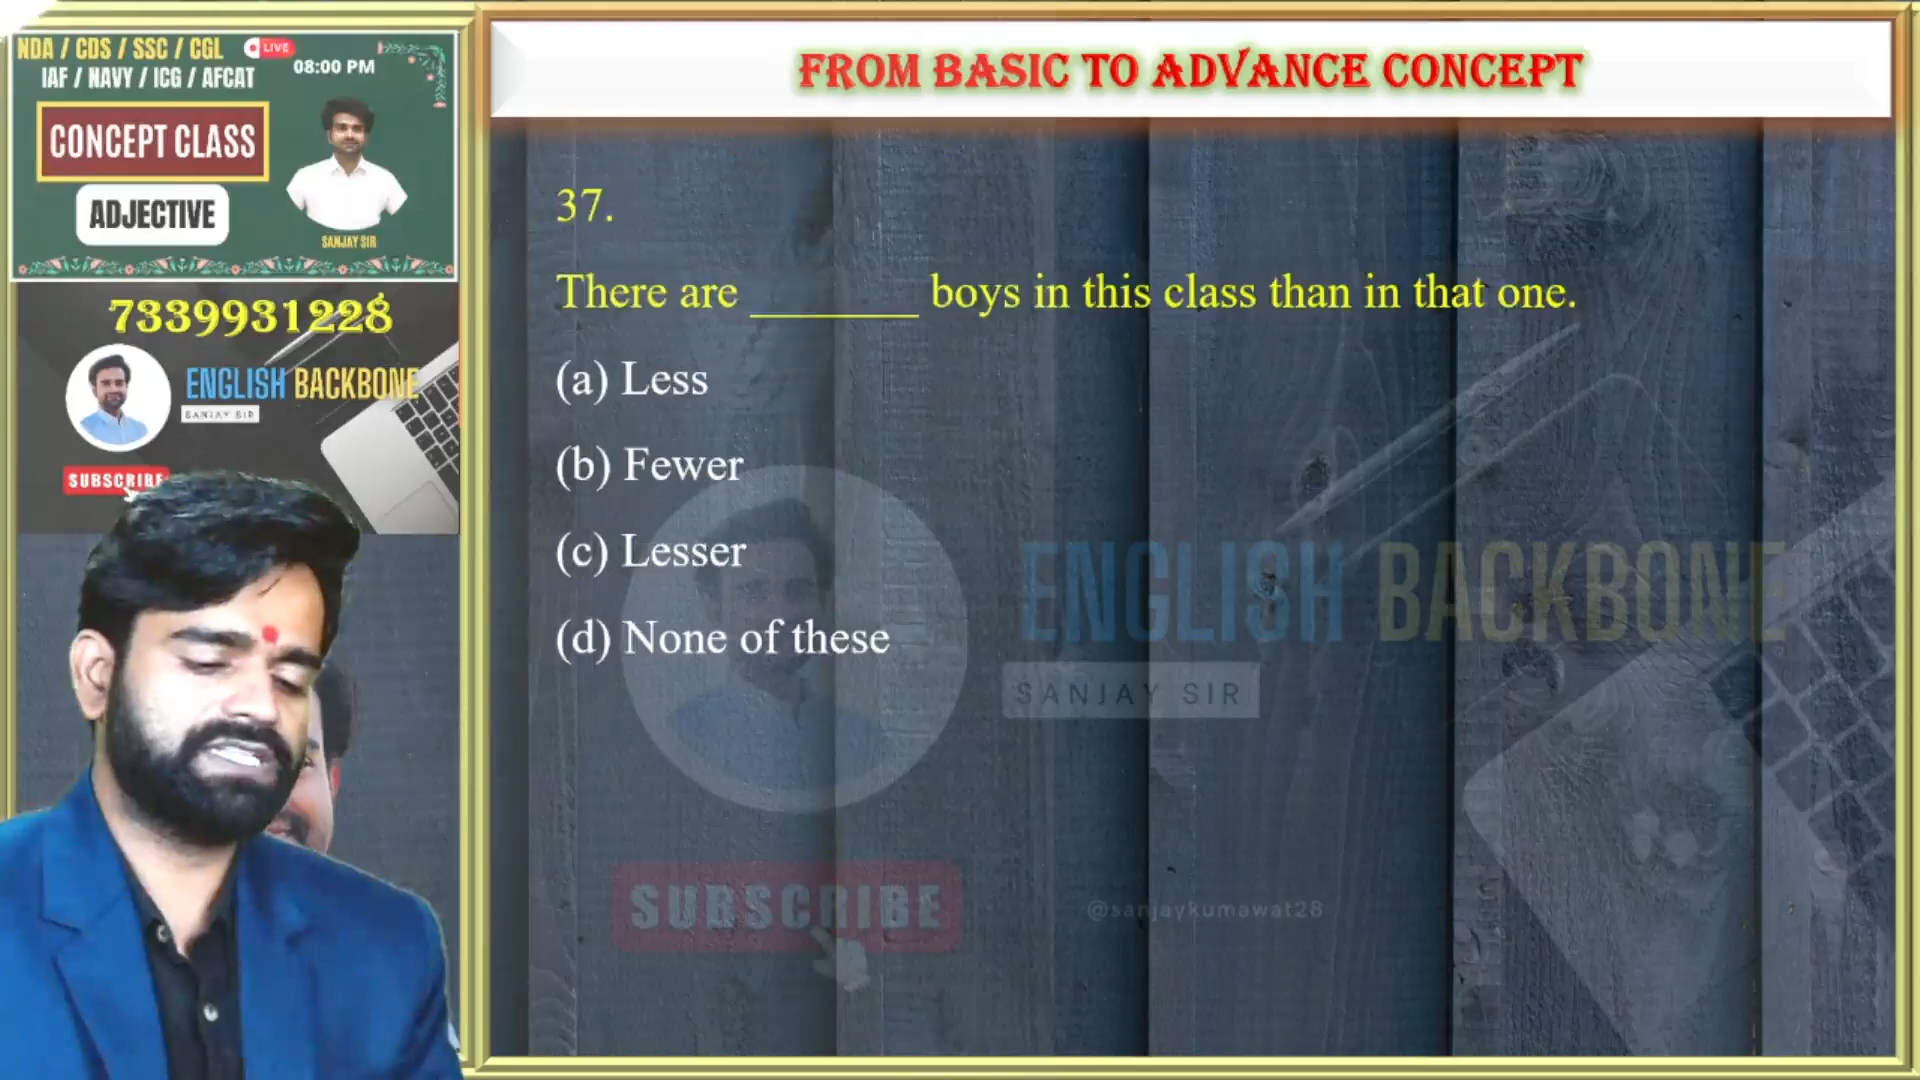 NDA / CDS / SSC / CGL
LIVE
08:00 PM
IAF / NAVY / ICG / AFCAT
CONCEPT CLASS
ADJECTIVE
SANJAY SIR
7339931228
ENGLISH BACKBONE
SANJAY SIR
SUBSCRIBE
FROM BASIC TO ADVANCE CONCEPT
37.
There are _______ boys in this class than in that one.
(a) Less
(b) Fewer
(c) Lesser
(d) None of these
ENGLISH BACKBONE
SANJAY SIR
SUBSCRIBE
@sanjaykumawat28